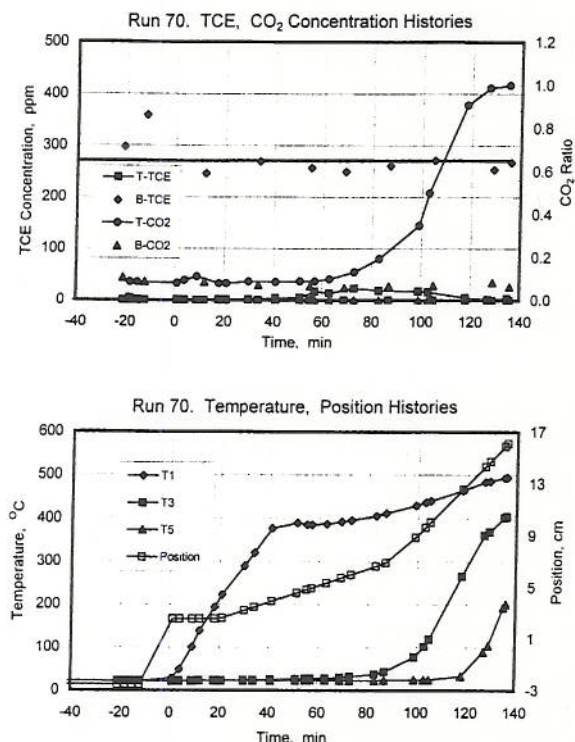 Run 70. TCE, CO2 Concentration Histories
TCE Concentration, ppm
500
400
300
200
100
0
T-TCE
B-TCE
T-CO2
B-CO2
1.2
1.0
0.8
0.6
0.4
0.2
0.0
CO2 Ratio
-40 -20 0 20 40 60 80 100 120 140
Time, min
Run 70. Temperature, Position Histories
Temperature, °C
600
500
400
300
200
100
0
T1
T3
T5
Position
17
13
9
5
1
-3
Position, cm
-40 -20 0 20 40 60 80 100 120 140
Time, min